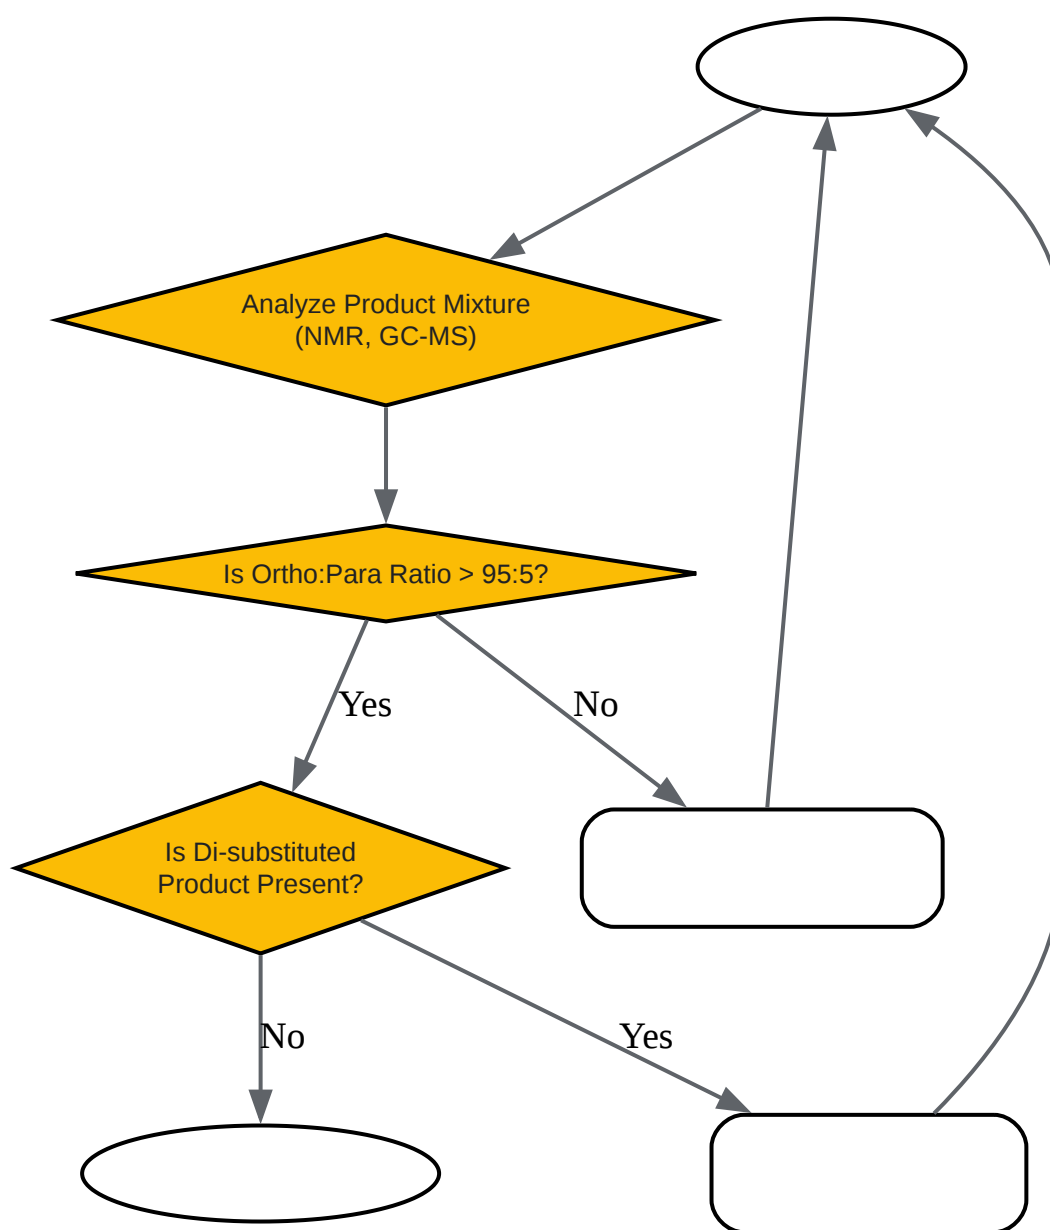 Analyze Product Mixture
(NMR, GC-MS)
Is Ortho:Para Ratio > 95:5?
Yes
No
Is Di-substituted
Product Present?
No
Yes